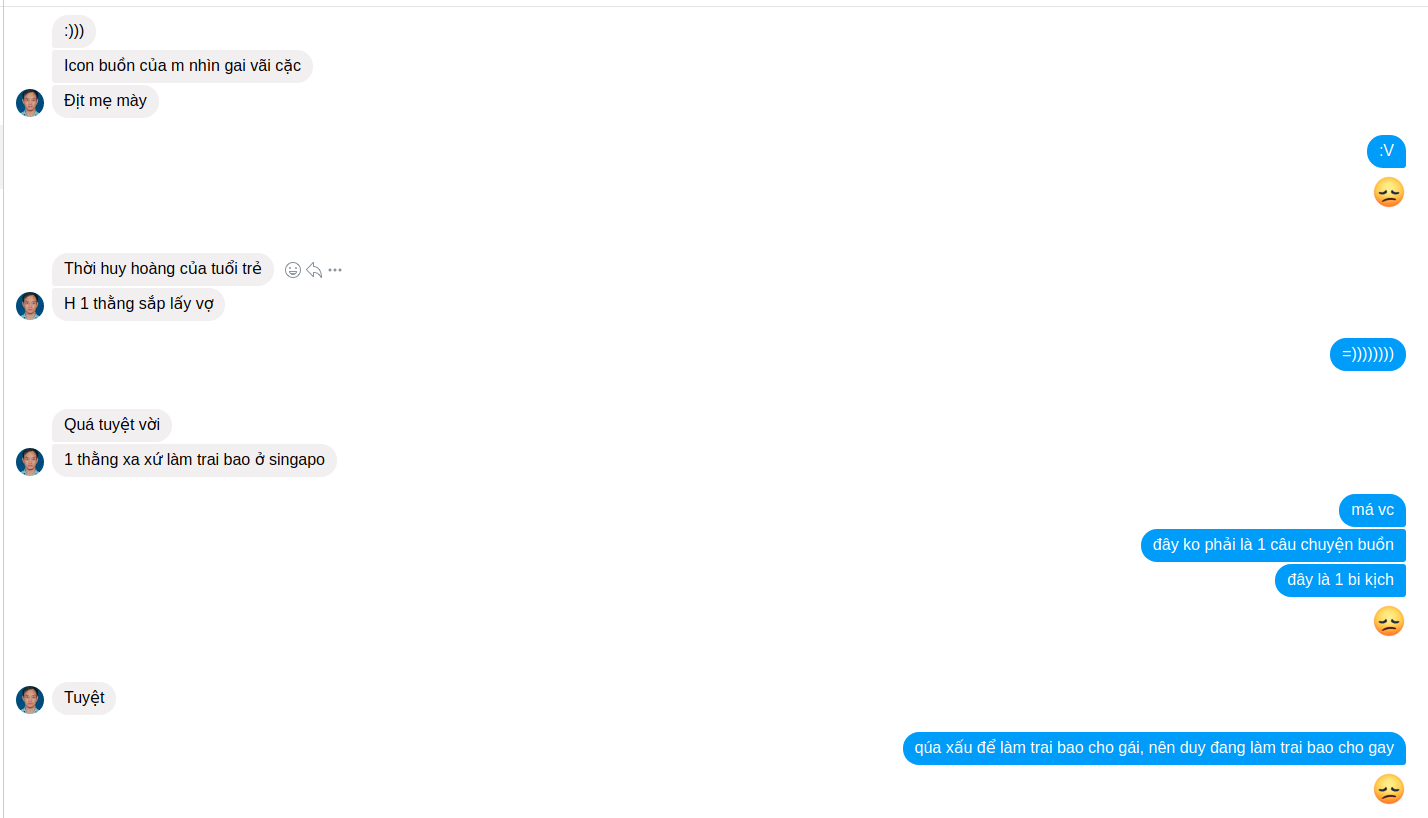 :)))
Icon buồn của m nhìn gai vãi cặc
Địt mẹ mày
:V
Thời huy hoàng của tuổi trẻ
H 1 thằng sắp lấy vợ
=))))))))
Quá tuyệt vời
1 thằng xa xứ làm trai bao ở singapo
má vc
đây ko phải là 1 câu chuyện buồn
đây là 1 bi kịch
Tuyệt
qúa xấu để làm trai bao cho gái, nên duy đang làm trai bao cho gay